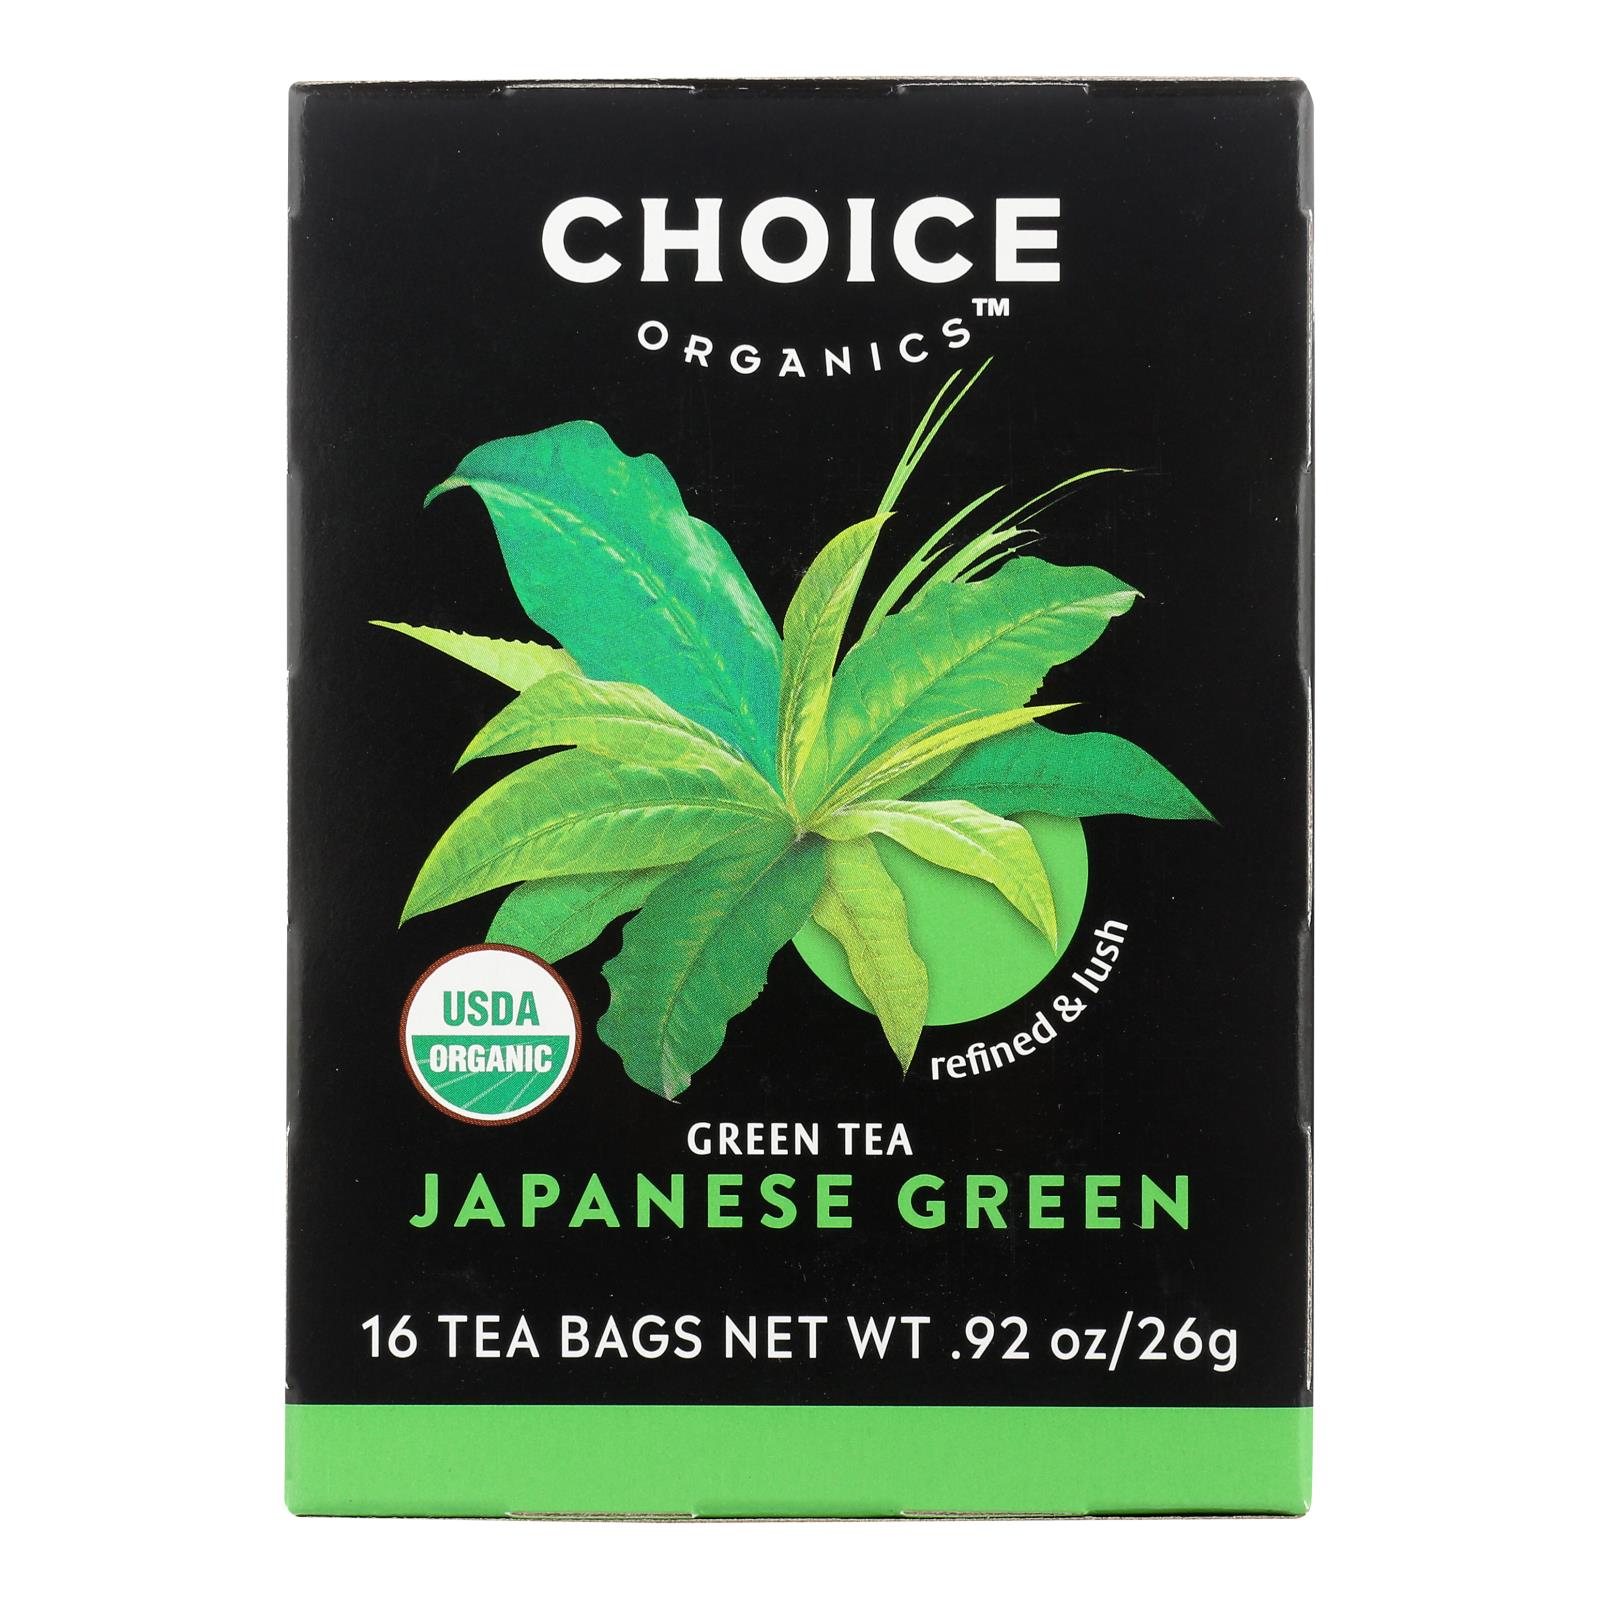 CHOICE
ORGANICS™
refined & lush
USDA
ORGANIC
GREEN TEA
JAPANESE GREEN
16 TEA BAGS NET WT .92 oz/26g